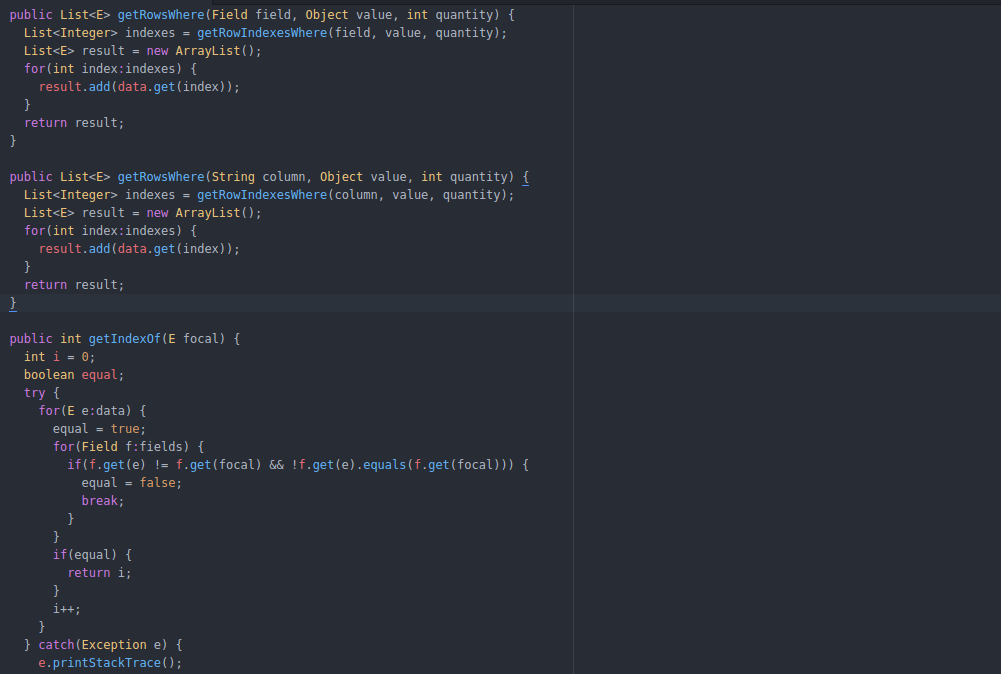 public List<E> getRowsWhere(Field field, Object value, int quantity) {
  List<Integer> indexes = getRowIndexesWhere(field, value, quantity);
  List<E> result = new ArrayList();
  for(int index:indexes) {
    result.add(data.get(index));
  }
  return result;
}

public List<E> getRowsWhere(String column, Object value, int quantity) {
  List<Integer> indexes = getRowIndexesWhere(column, value, quantity);
  List<E> result = new ArrayList();
  for(int index:indexes) {
    result.add(data.get(index));
  }
  return result;
}

public int getIndexOf(E focal) {
  int i = 0;
  boolean equal;
  try {
    for(E e:data) {
      equal = true;
      for(Field f:fields) {
        if(f.get(e) != f.get(focal) && !f.get(e).equals(f.get(focal))) {
          equal = false;
          break;
        }
      }
      if(equal) {
        return i;
      }
      i++;
    }
  } catch(Exception e) {
    e.printStackTrace();